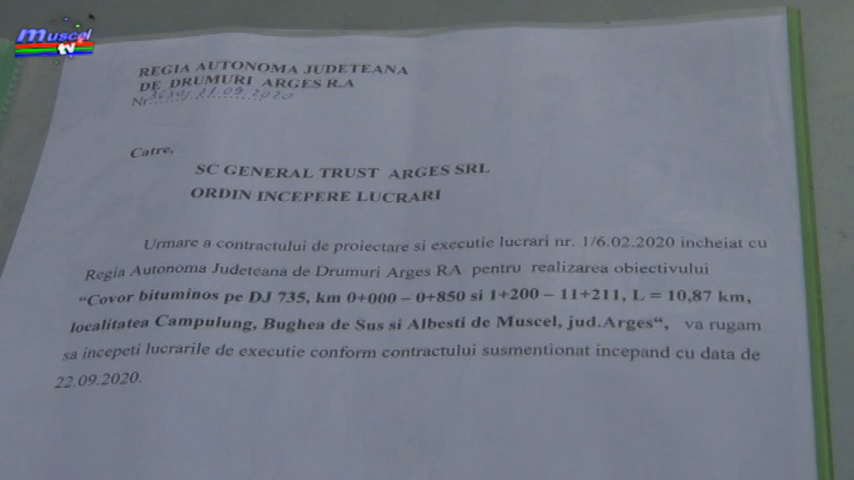 Muscel
tv
REGIA AUTONOMA JUDETEANA
DE DRUMURI ARGES R.A
Nr 21.09.2020
Catre,
SC GENERAL TRUST ARGES SRL
ORDIN INCEPERE LUCRARI
Urmare a contractului de proiectare si executie lucrari nr. 1/6.02.2020 incheiat cu
Regia Autonoma Judeteana de Drumuri Arges RA pentru realizarea obiectivului
“Covor bituminos pe DJ 735, km 0+000 – 0+850 si 1+200 – 11+211, L = 10,87 km,
localitatea Campulung, Bughea de Sus si Albesti de Muscel, jud.Arges“, va rugam
sa incepeti lucrarile de executie conform contractului susmentionat incepand cu data de
22.09.2020.